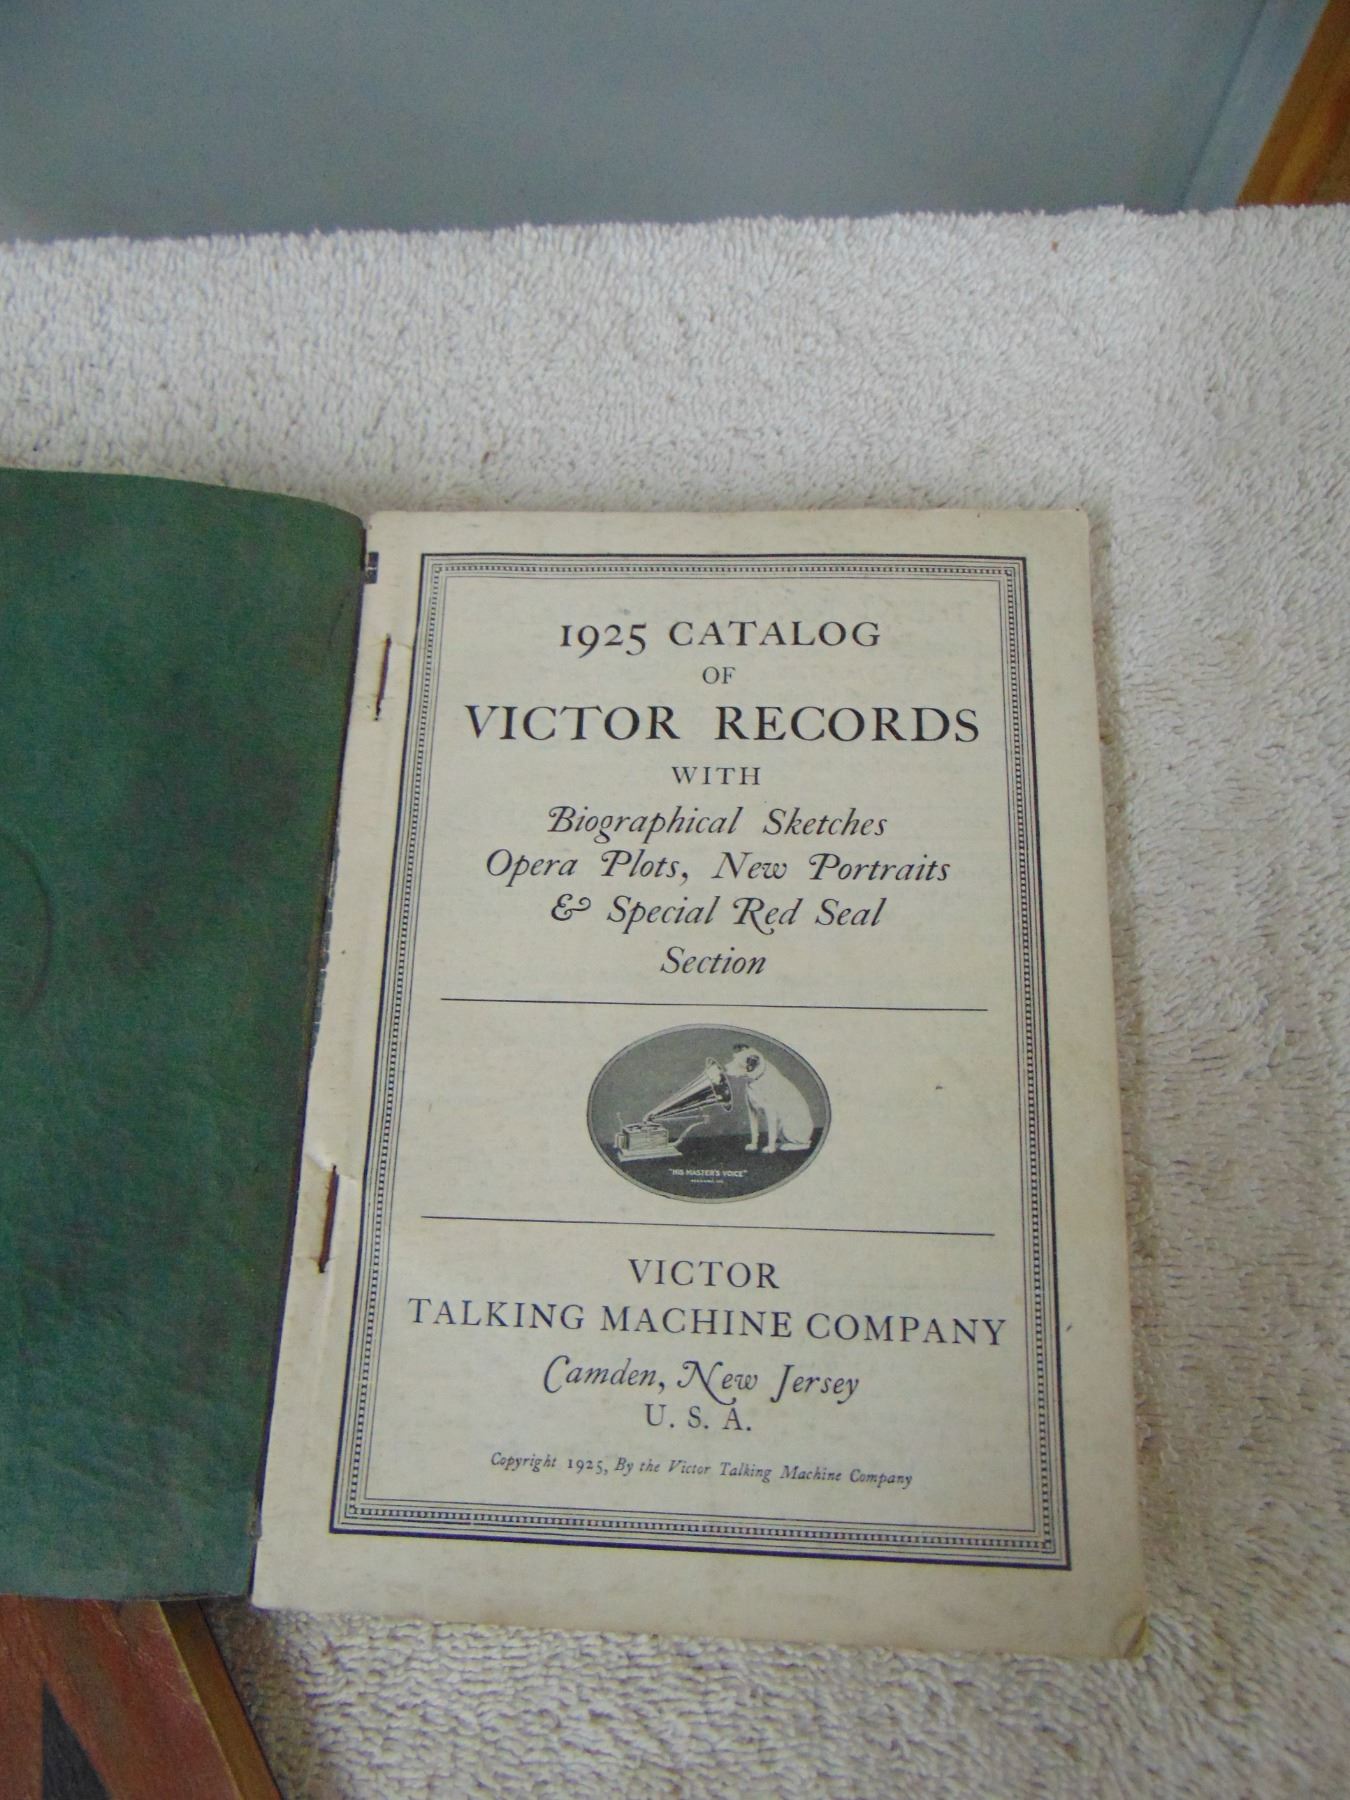 1925 CATALOG
OF
VICTOR RECORDS
WITH
Biographical Sketches
Opera Plots, New Portraits
& Special Red Seal
Section
"HIS MASTER'S VOICE"
VICTOR
TALKING MACHINE COMPANY
Camden, New Jersey
U. S. A.
Copyright 1925, By the Victor Talking Machine Company